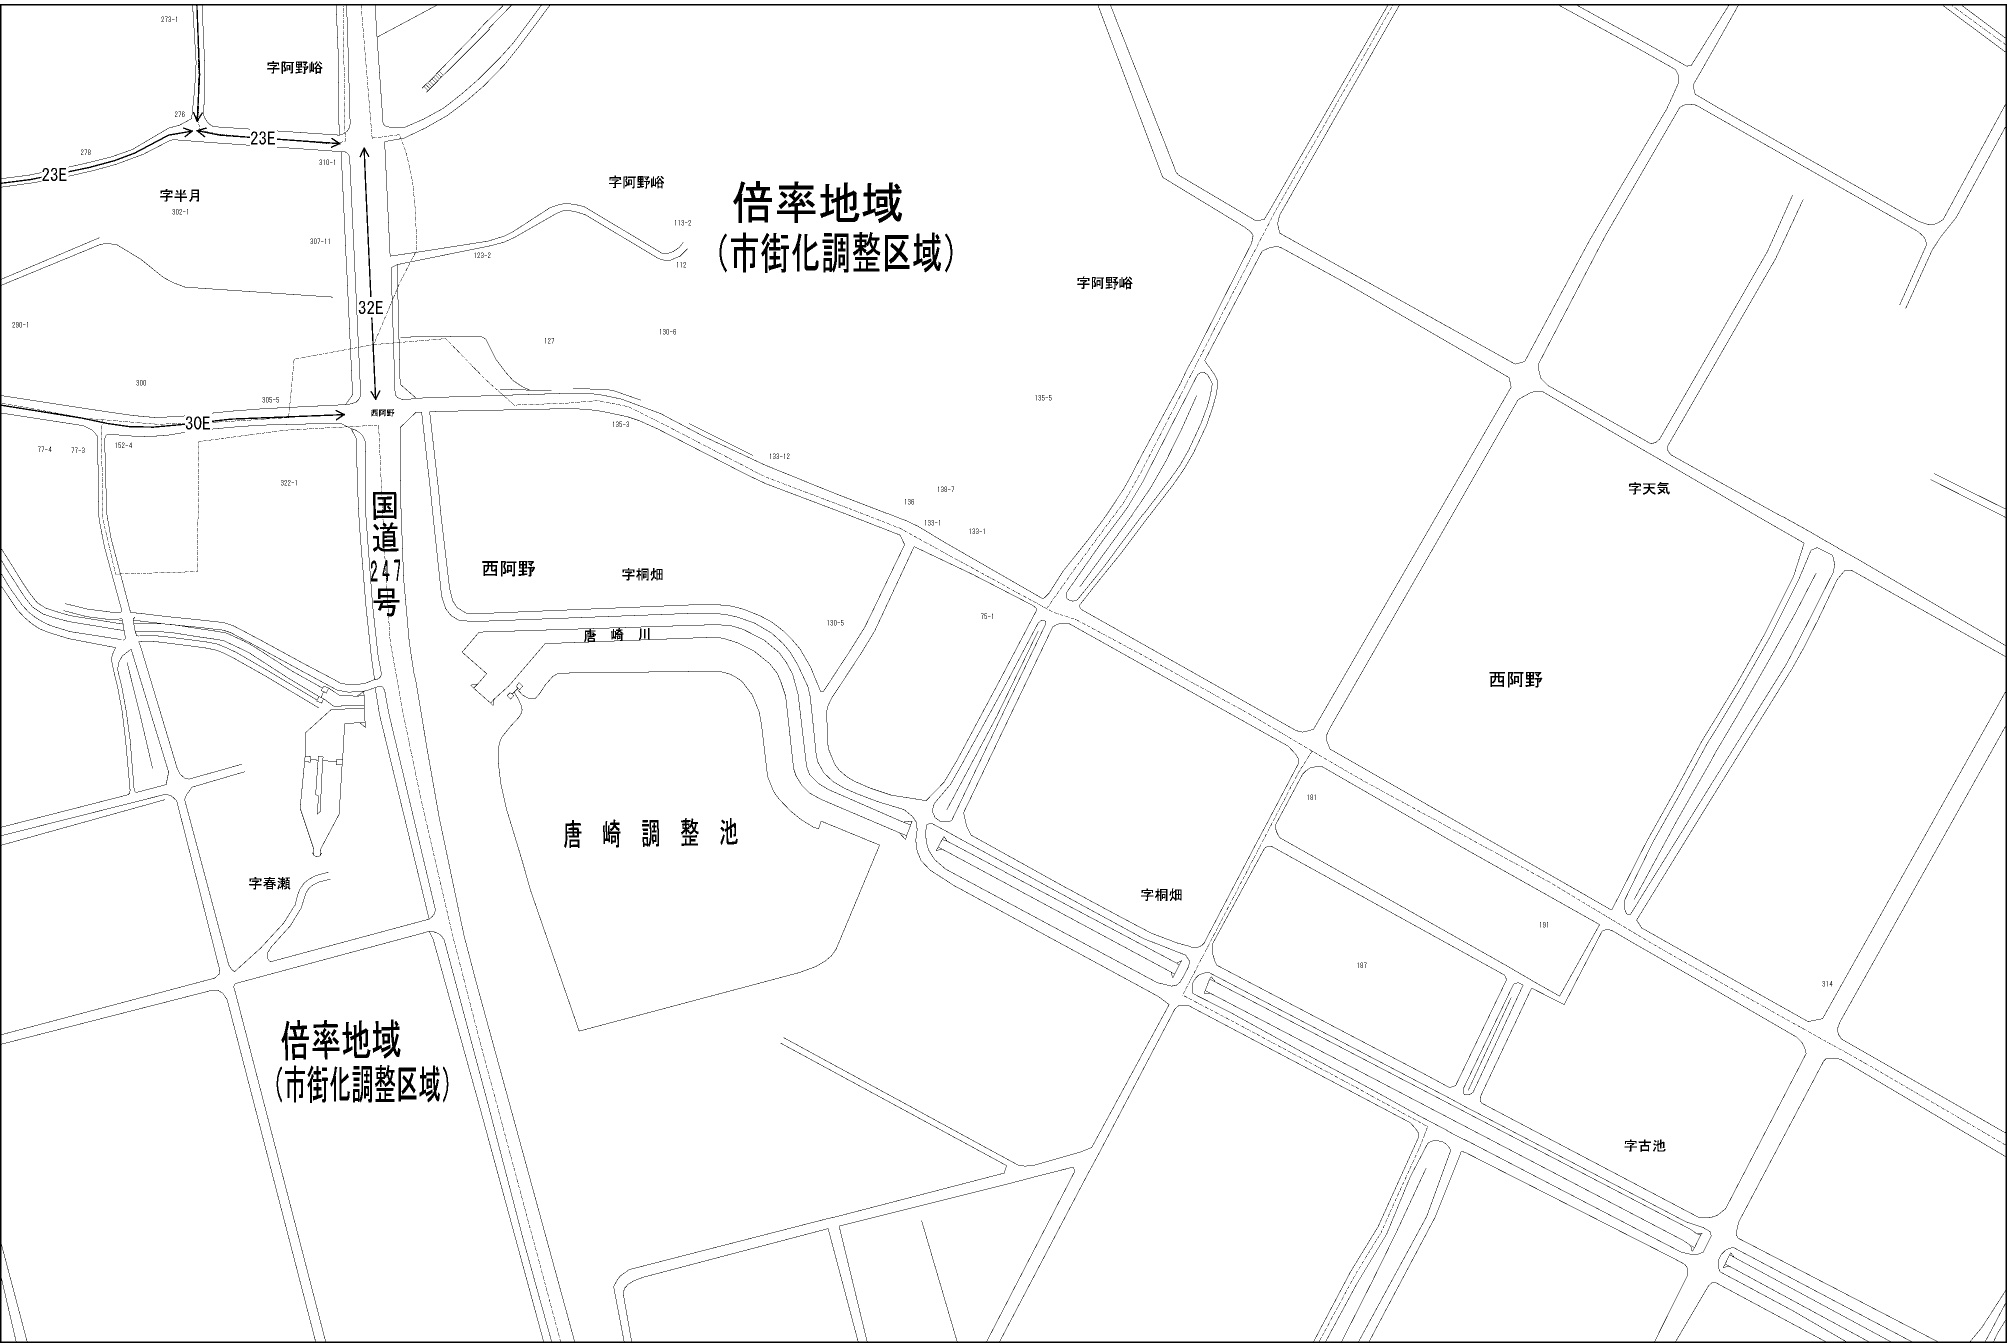 273-1
字阿野峪
276
23E
278
310-1
23E
字半月
302-1
字阿野峪
倍率地域
(市街化調整区域)
113-2
307-11
123-2
112
字阿野峪
32E
290-1
127
130-6
300
305-5
西阿野
135-5
30E
135-3
77-4
77-3
152-4
133-12
322-1
字天気
136
133-1
国道247号
西阿野
字桐畑
75-1
130-5
唐崎川
西阿野
181
唐崎調整池
字春瀬
字桐畑
191
187
314
倍率地域
(市街化調整区域)
字古池